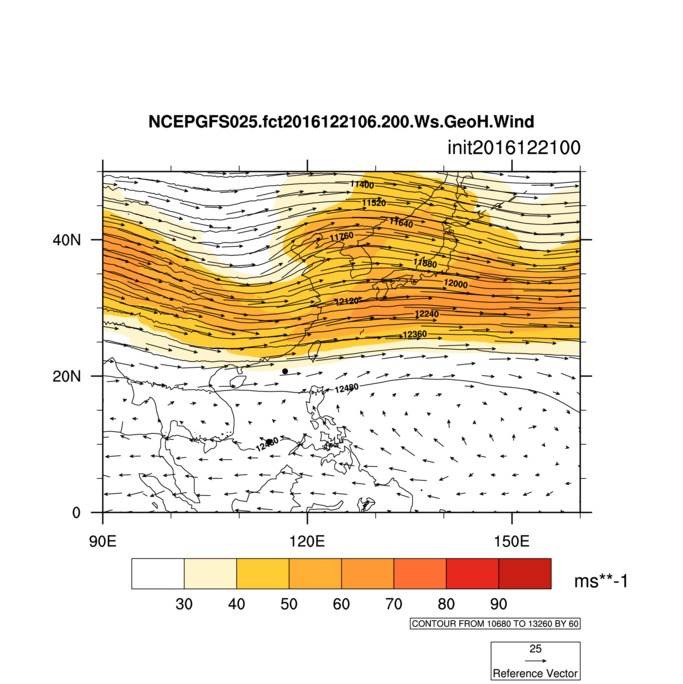 NCEPGFS025.fct2016122106.200.Ws.GeoH.Wind
init2016122100
11400
11520
11640
11760
40N
11880
12000
12120
12240
12360
20N
12480
12480
0
90E 120E 150E
ms**-1
30 40 50 60 70 80 90
CONTOUR FROM 10680 TO 13260 BY 60
25
Reference Vector